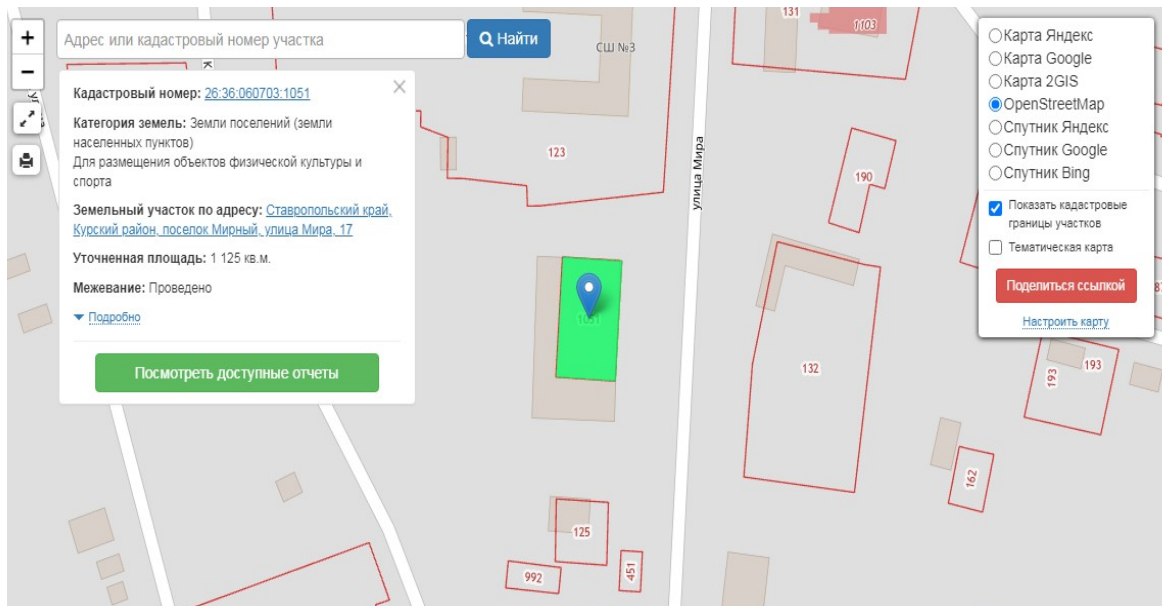 +
−
Адрес или кадастровый номер участка
Найти
Кадастровый номер: 26:36:060703:1051
×
Категория земель: Земли поселений (земли
населенных пунктов)
Для размещения объектов физической культуры и
спорта
Земельный участок по адресу: Ставропольский край,
Курский район, поселок Мирный, улица Мира, 17
Уточненная площадь: 1 125 кв.м.
Межевание: Проведено
Подробно
Посмотреть доступные отчеты
СШ №3
131
1103
123
улица Мира
190
1051
132
193
193
162
125
992
451
Карта Яндекс
Карта Google
Карта 2GIS
OpenStreetMap
Спутник Яндекс
Спутник Google
Спутник Bing
Показать кадастровые
границы участков
Тематическая карта
Поделиться ссылкой
Настроить карту